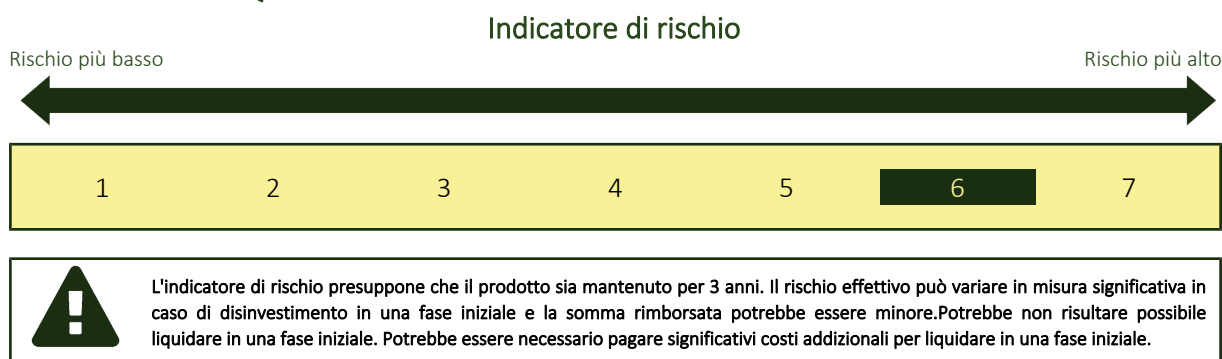 Indicatore di rischio
Rischio più basso
Rischio più alto
1 2 3 4 5 6 7
L'indicatore di rischio presuppone che il prodotto sia mantenuto per 3 anni. Il rischio effettivo può variare in misura significativa in
caso di disinvestimento in una fase iniziale e la somma rimborsata potrebbe essere minore.Potrebbe non risultare possibile
liquidare in una fase iniziale. Potrebbe essere necessario pagare significativi costi addizionali per liquidare in una fase iniziale.